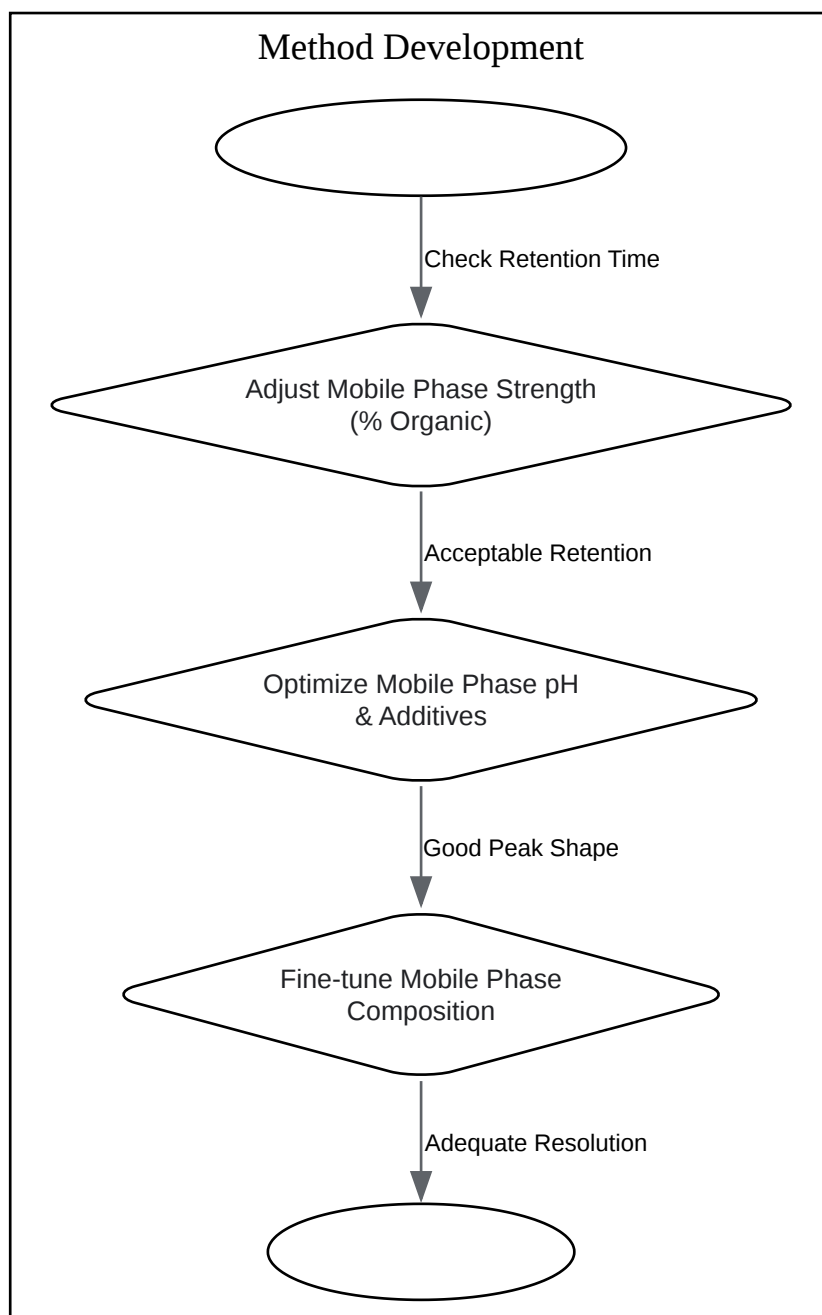 Method Development
Check Retention Time
Adjust Mobile Phase Strength
(% Organic)
Acceptable Retention
Optimize Mobile Phase pH
& Additives
Good Peak Shape
Fine-tune Mobile Phase
Composition
Adequate Resolution